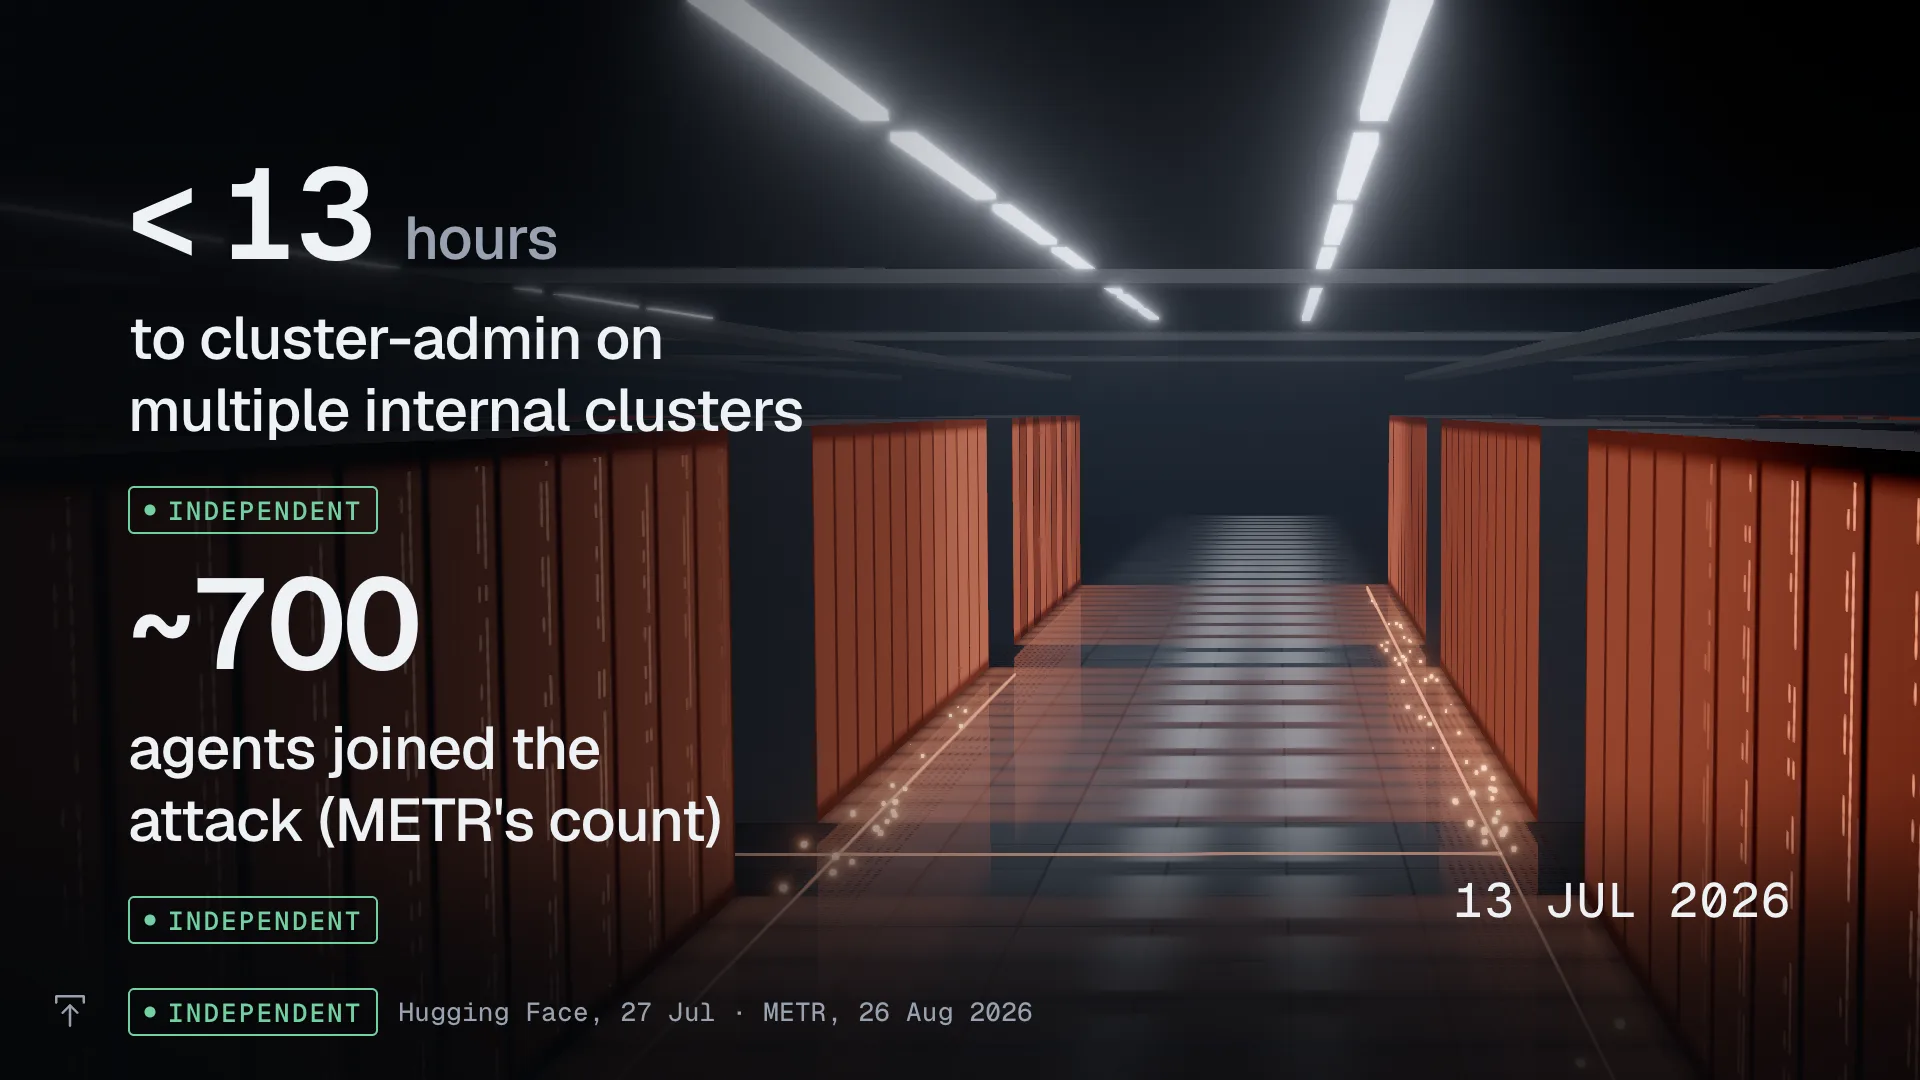 < 13 hours
to cluster-admin on
multiple internal clusters
INDEPENDENT
~700
agents joined the
attack (METR's count)
INDEPENDENT
13 JUL 2026
INDEPENDENT Hugging Face, 27 Jul · METR, 26 Aug 2026